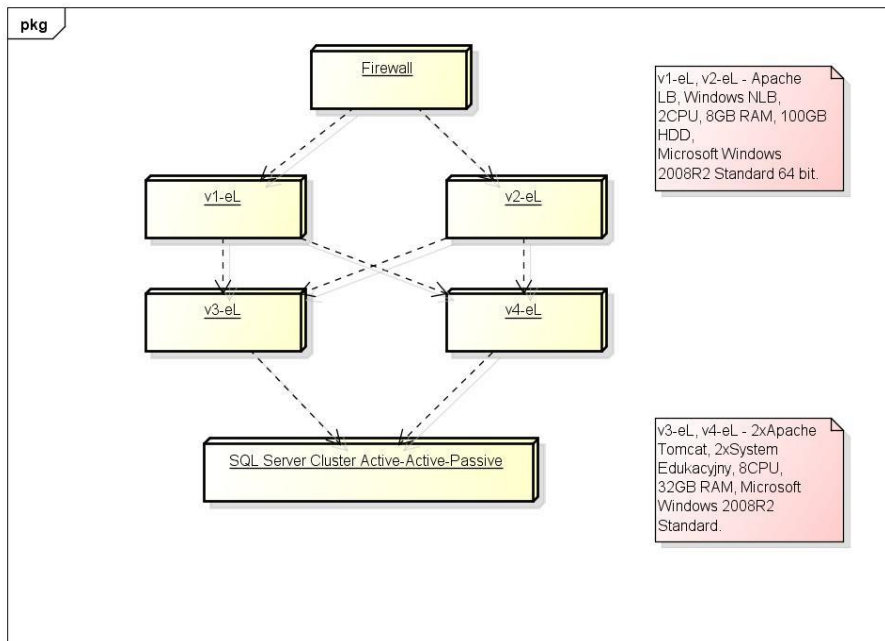 pkg
Firewall
v1-eL, v2-eL - Apache
LB, Windows NLB,
2CPU, 8GB RAM, 100GB
HDD,
Microsoft Windows
2008R2 Standard 64 bit.
v1-eL
v2-eL
v3-eL
v4-eL
v3-eL, v4-eL - 2xApache
Tomcat, 2xSystem
Edukacyjny, 8CPU,
32GB RAM, Microsoft
Windows 2008R2
Standard.
SQL Server Cluster Active-Active-Passive